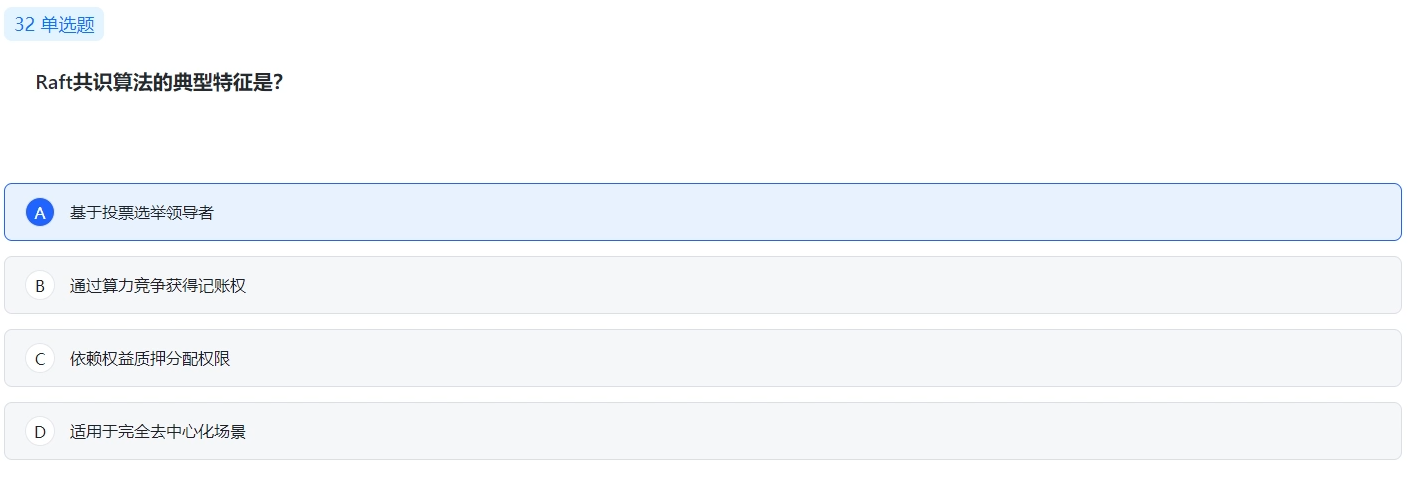 32 单选题
Raft共识算法的典型特征是?
A 基于投票选举领导者
B 通过算力竞争获得记账权
C 依赖权益质押分配权限
D 适用于完全去中心化场景